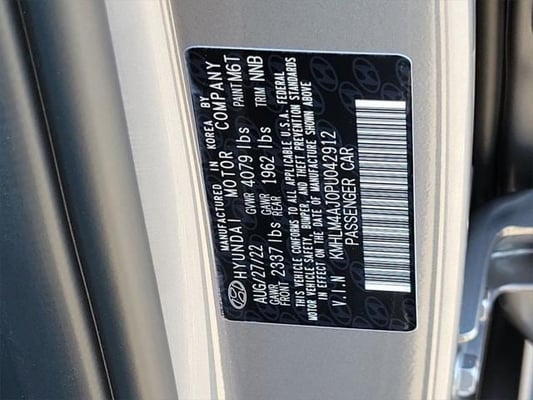 MANUFACTURED IN KOREA BY
HYUNDAI MOTOR COMPANY
AUG/27/22 GVWR 4079 lbs PAINT M6T
GAWR FRONT 2337 lbs GAWR REAR 1962 lbs TRIM NNB
THIS VEHICLE CONFORMS TO ALL APPLICABLE U.S.A. FEDERAL
MOTOR VEHICLE SAFETY, BUMPER, AND THEFT PREVENTION STANDARDS
IN EFFECT ON THE DATE OF MANUFACTURE SHOWN ABOVE.
V.I.N KMHLM4AJ0PU042912
PASSENGER CAR